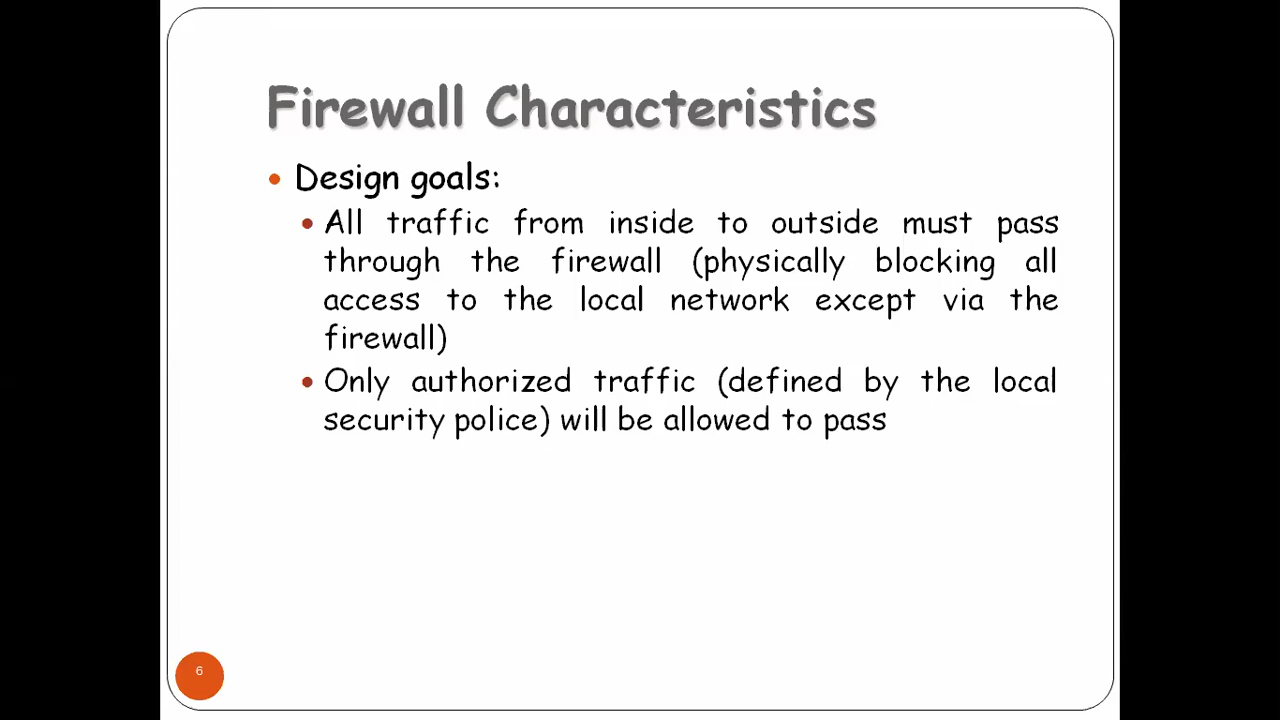 Firewall Characteristics
Design goals:
All traffic from inside to outside must pass
through the firewall (physically blocking all
access to the local network except via the
firewall)
Only authorized traffic (defined by the local
security police) will be allowed to pass
6